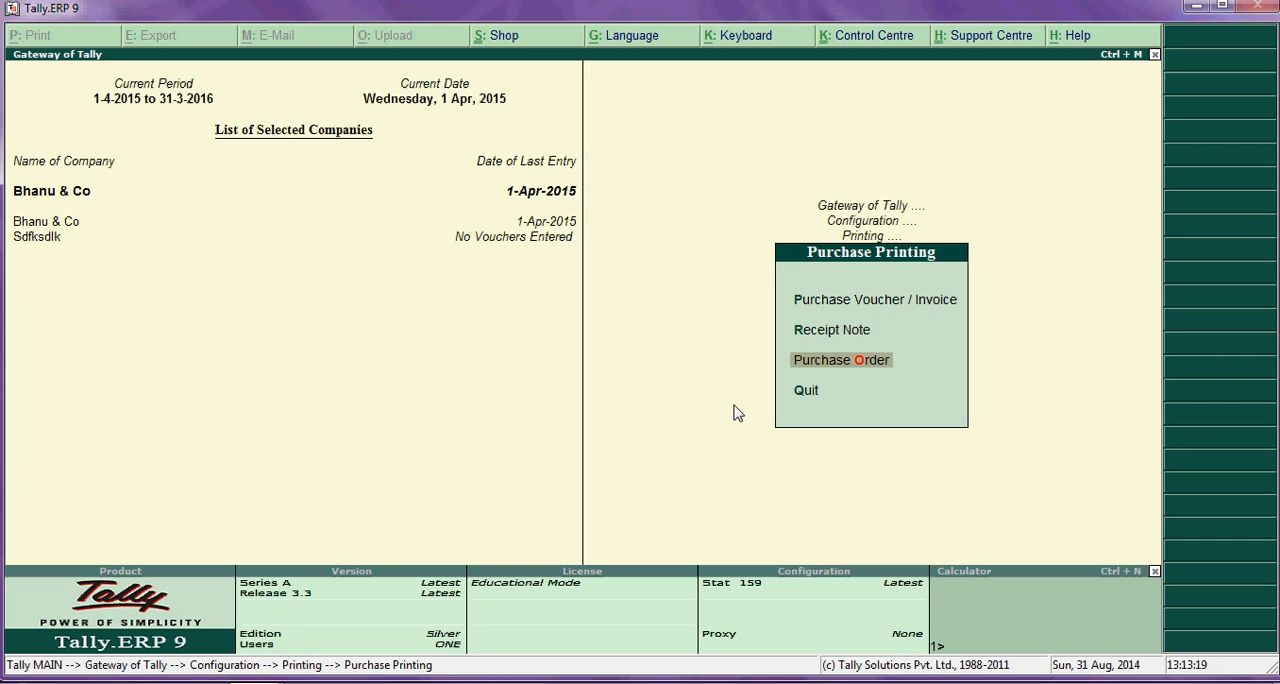 Tally.ERP 9
P: Print E: Export M: E-Mail O: Upload S: Shop G: Language K: Keyboard K: Control Centre H: Support Centre H: Help
Gateway of Tally Ctrl + M
Current Period Current Date
1-4-2015 to 31-3-2016 Wednesday, 1 Apr, 2015
List of Selected Companies
Name of Company Date of Last Entry
Bhanu & Co 1-Apr-2015
Bhanu & Co 1-Apr-2015
Sdfksdlk No Vouchers Entered
Gateway of Tally ....
Configuration ....
Printing ....
Purchase Printing
Purchase Voucher / Invoice
Receipt Note
Purchase Order
Quit
Product Version License Configuration Calculator Ctrl + N
Tally
POWER OF SIMPLICITY
Tally.ERP 9
Series A Latest
Release 3.3 Latest
Edition Silver
Users ONE
Educational Mode
Stat 159 Latest
Proxy None
1>
Tally MAIN --> Gateway of Tally --> Configuration --> Printing --> Purchase Printing (c) Tally Solutions Pvt. Ltd., 1988-2011 Sun, 31 Aug, 2014 13:13:19